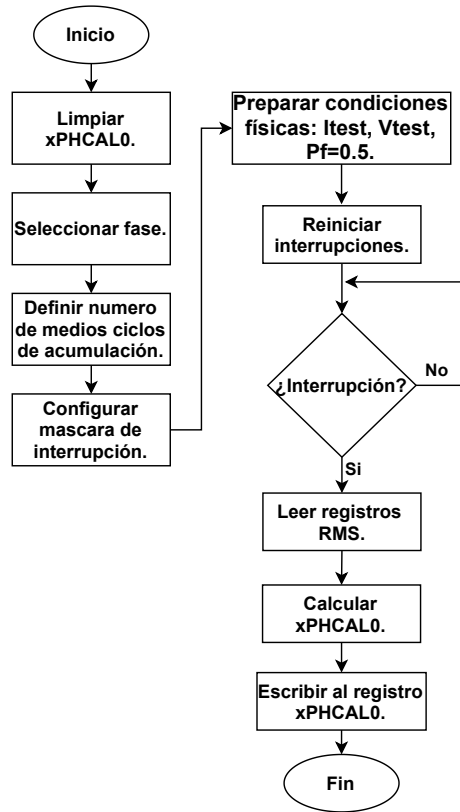 Inicio
Limpiar
xPHCAL0.
Seleccionar fase.
Definir numero
de medios ciclos
de acumulación.
Configurar
mascara de
interrupción.
Preparar condiciones
físicas: Itest, Vtest,
Pf=0.5.
Reiniciar
interrupciones.
¿Interrupción?
No
Si
Leer registros
RMS.
Calcular
xPHCAL0.
Escribir al registro
xPHCAL0.
Fin